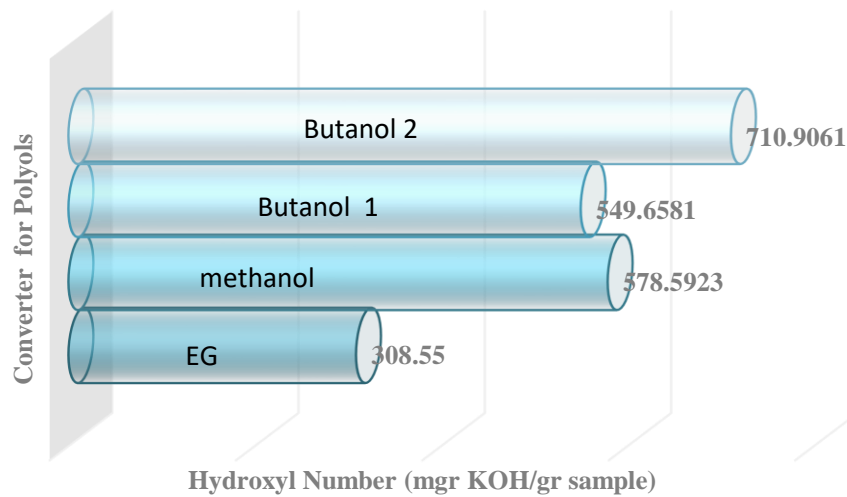 Converter for Polyols
Butanol 2
710.9061
Butanol 1
549.6581
methanol
578.5923
EG
308.55
Hydroxyl Number (mgr KOH/gr sample)